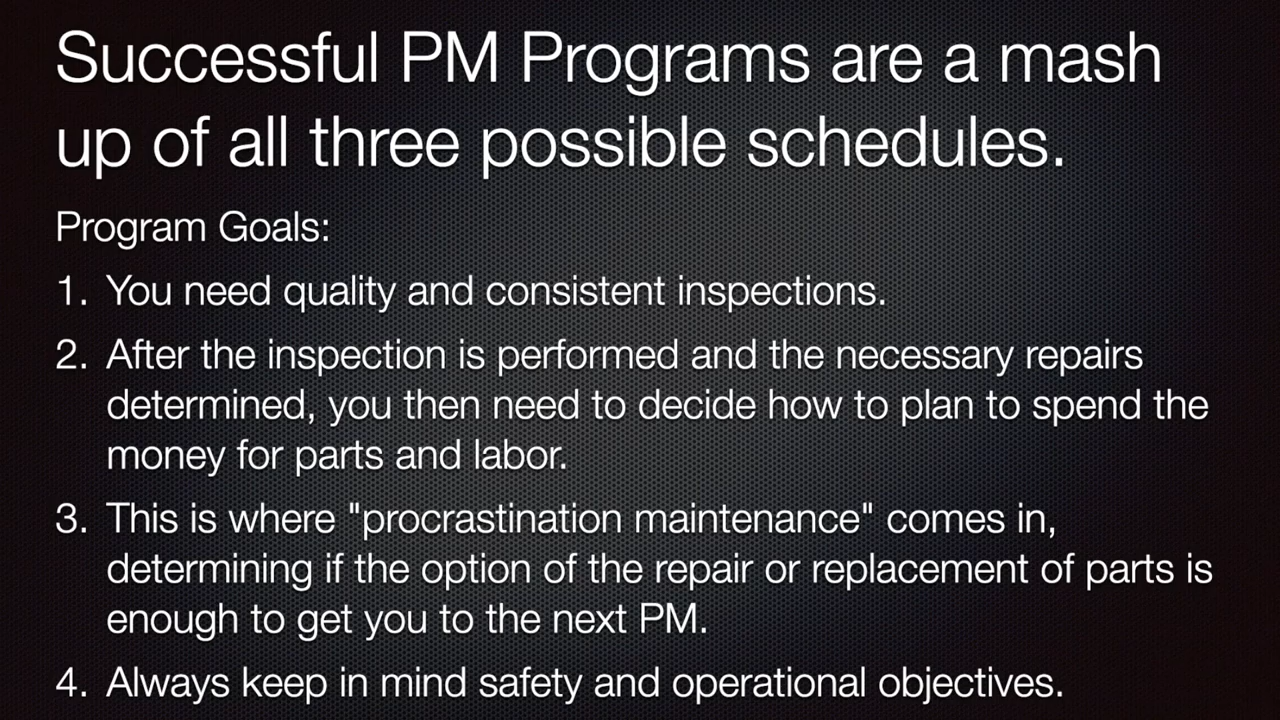 Successful PM Programs are a mash
up of all three possible schedules.
Program Goals:
1. You need quality and consistent inspections.
2. After the inspection is performed and the necessary repairs
determined, you then need to decide how to plan to spend the
money for parts and labor.
3. This is where "procrastination maintenance" comes in,
determining if the option of the repair or replacement of parts is
enough to get you to the next PM.
4. Always keep in mind safety and operational objectives.